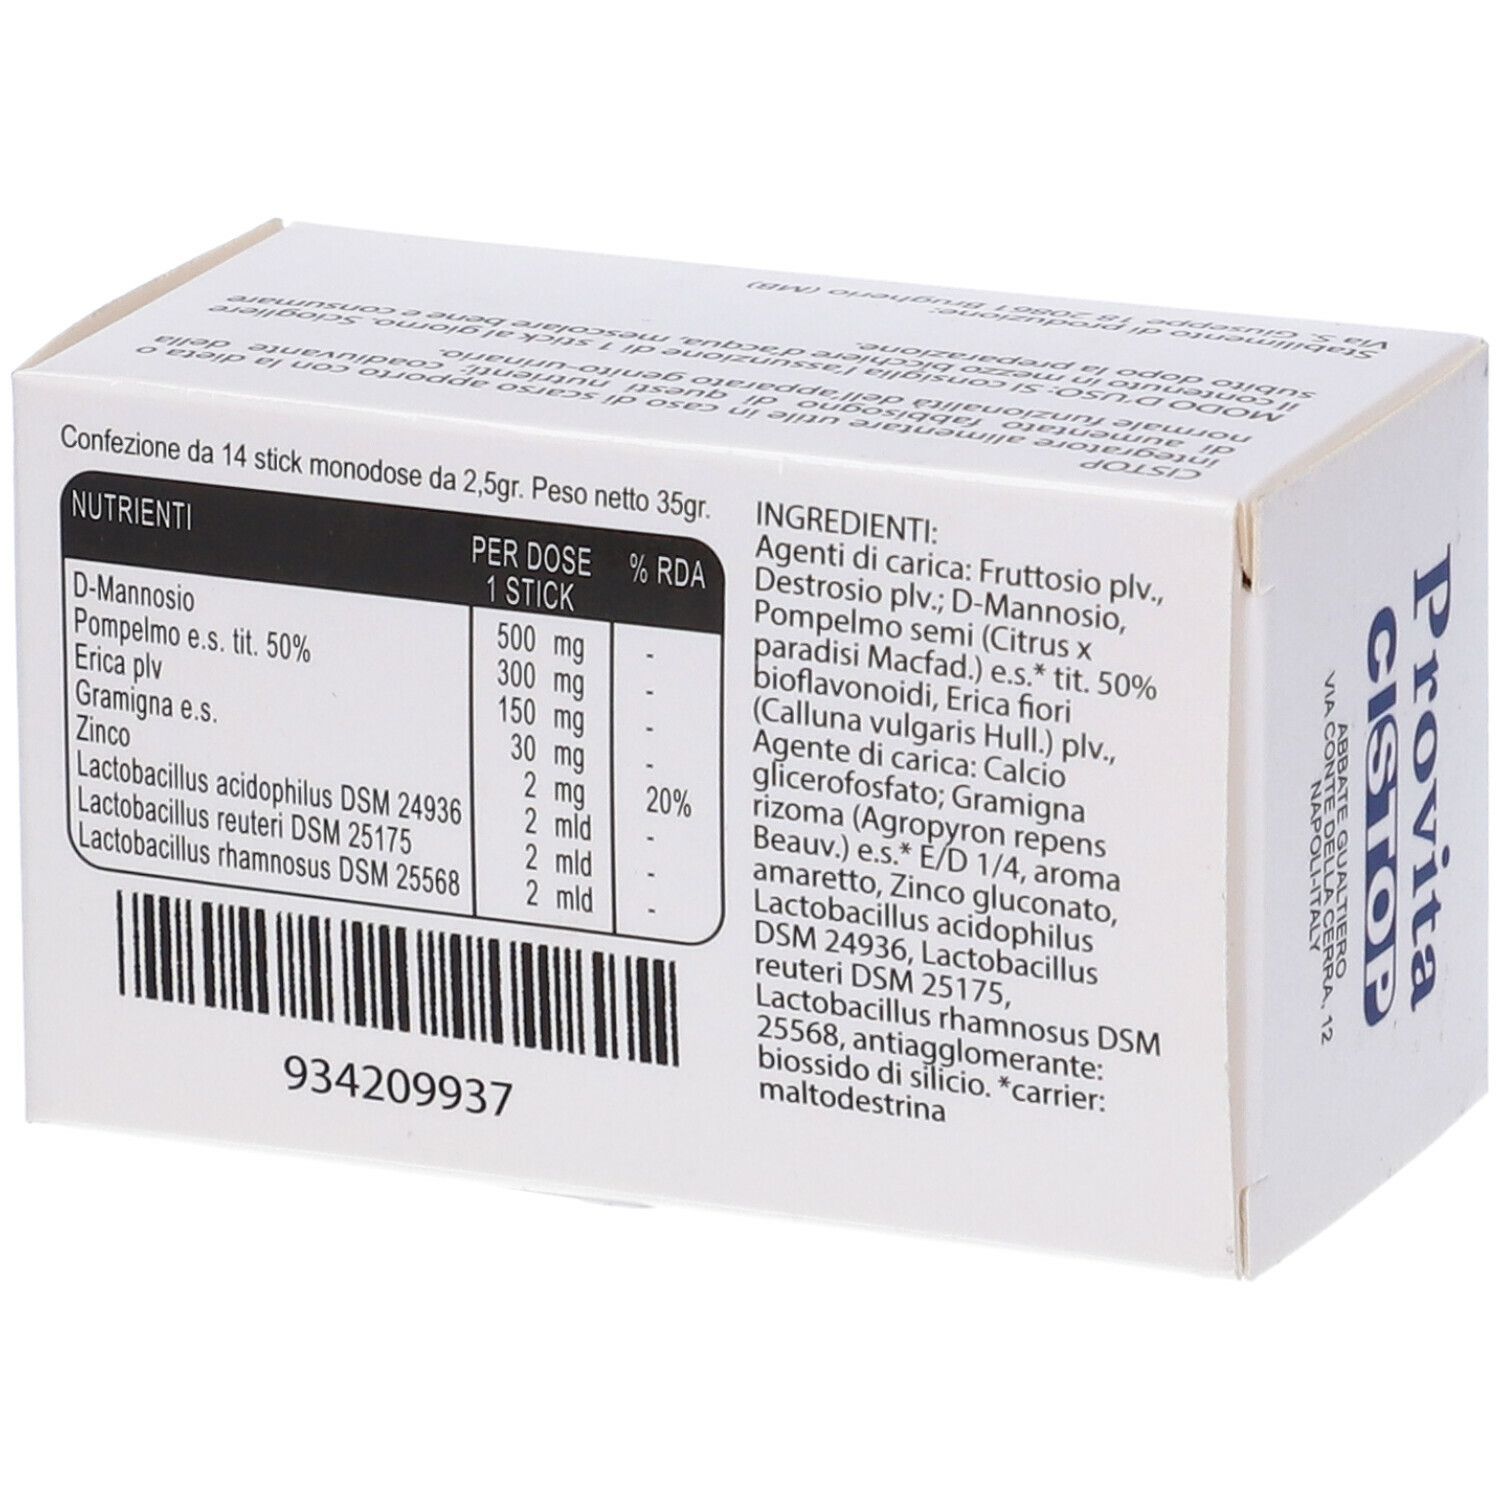 CISTOP
integratore alimentare utile in caso di scarso apporto con la dieta o
di aumentato fabbisogno di questi nutrienti; coadiuvante della
normale funzionalità dell'apparato genito-urinario.
MODO D'USO: Si consiglia l'assunzione di 1 stick al giorno. Sciogliere
il contenuto in mezzo bicchiere d'acqua, mescolare bene e consumare
subito dopo la preparazione.
Stabilimento di produzione:
Via S. Giuseppe 18 20861 Brugherio (MB)
Confezione da 14 stick monodose da 2,5gr. Peso netto 35gr.
NUTRIENTI PER DOSE 1 STICK % RDA
D-Mannosio 500 mg -
Pompelmo e.s. tit. 50% 300 mg -
Erica plv 150 mg -
Gramigna e.s. 30 mg -
Zinco 2 mg 20%
Lactobacillus acidophilus DSM 24936 2 mld -
Lactobacillus reuteri DSM 25175 2 mld -
Lactobacillus rhamnosus DSM 25568 2 mld -
934209937
INGREDIENTI:
Agenti di carica: Fruttosio plv.,
Destrosio plv.; D-Mannosio,
Pompelmo semi (Citrus x
paradisi Macfad.) e.s.* tit. 50%
bioflavonoidi, Erica fiori
(Calluna vulgaris Hull.) plv.,
Agente di carica: Calcio
glicerofosfato; Gramigna
rizoma (Agropyron repens
Beauv.) e.s.* E/D 1/4, aroma
amaretto, Zinco gluconato,
Lactobacillus acidophilus
DSM 24936, Lactobacillus
reuteri DSM 25175,
Lactobacillus rhamnosus DSM
25568, antiagglomerante:
biossido di silicio. *carrier:
maltodestrina
Provita
CISTOP
ABBATE GUALTIERO
VIA CONTE DELLA CERRA, 12
NAPOLI-ITALY